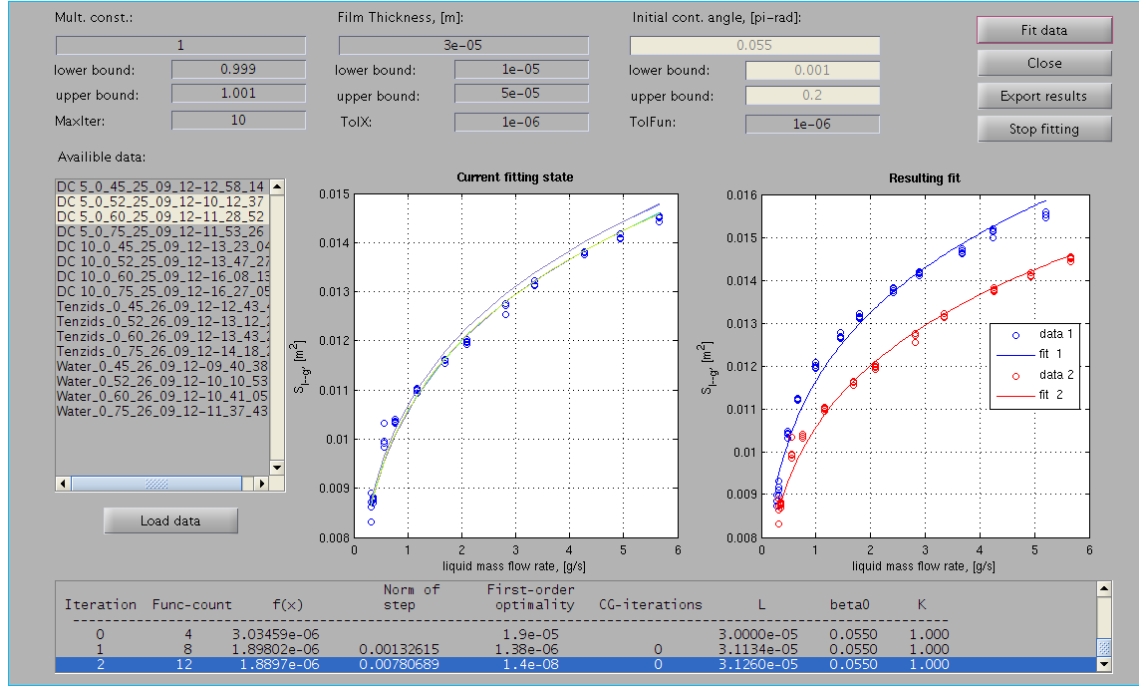 Mult. const.:
Film Thickness, [m]:
Initial cont. angle, [pi-rad]:
1
3e-05
0.055
lower bound:
0.999
lower bound:
1e-05
lower bound:
0.001
upper bound:
1.001
upper bound:
5e-05
upper bound:
0.2
MaxIter:
10
TolX:
1e-06
TolFun:
1e-06
Fit data
Close
Export results
Stop fitting
Availible data:
DC 5_0_45_25_09_12-12_58_14
DC 5_0_52_25_09_12-10_12_37
DC 5_0_60_25_09_12-11_28_52
DC 5_0_75_25_09_12-11_53_26
DC 10_0_45_25_09_12-13_23_04
DC 10_0_52_25_09_12-13_47_27
DC 10_0_60_25_09_12-16_08_13
DC 10_0_75_25_09_12-16_27_05
Tenzids_0_45_26_09_12-12_43_
Tenzids_0_52_26_09_12-13_12_
Tenzids_0_60_26_09_12-13_43_
Tenzids_0_75_26_09_12-14_18_
Water_0_45_26_09_12-09_40_38
Water_0_52_26_09_12-10_10_53
Water_0_60_26_09_12-10_41_05
Water_0_75_26_09_12-11_37_43
Load data
Current fitting state
0.015
0.014
0.013
0.012
0.011
0.01
0.009
0.008
S_l-g, [m²]
0 1 2 3 4 5 6
liquid mass flow rate, [g/s]
Resulting fit
0.016
0.015
0.014
0.013
0.012
0.011
0.01
0.009
0.008
S_l-g, [m²]
data 1
fit 1
data 2
fit 2
0 1 2 3 4 5 6
liquid mass flow rate, [g/s]
Norm of First-order
Iteration Func-count f(x) step optimality CG-iterations L beta0 K
0 4 3.03459e-06 1.9e-05 3.0000e-05 0.0550 1.000
1 8 1.89802e-06 0.00132615 1.38e-06 0 3.1134e-05 0.0550 1.000
2 12 1.8897e-06 0.00780689 1.4e-08 0 3.1260e-05 0.0550 1.000